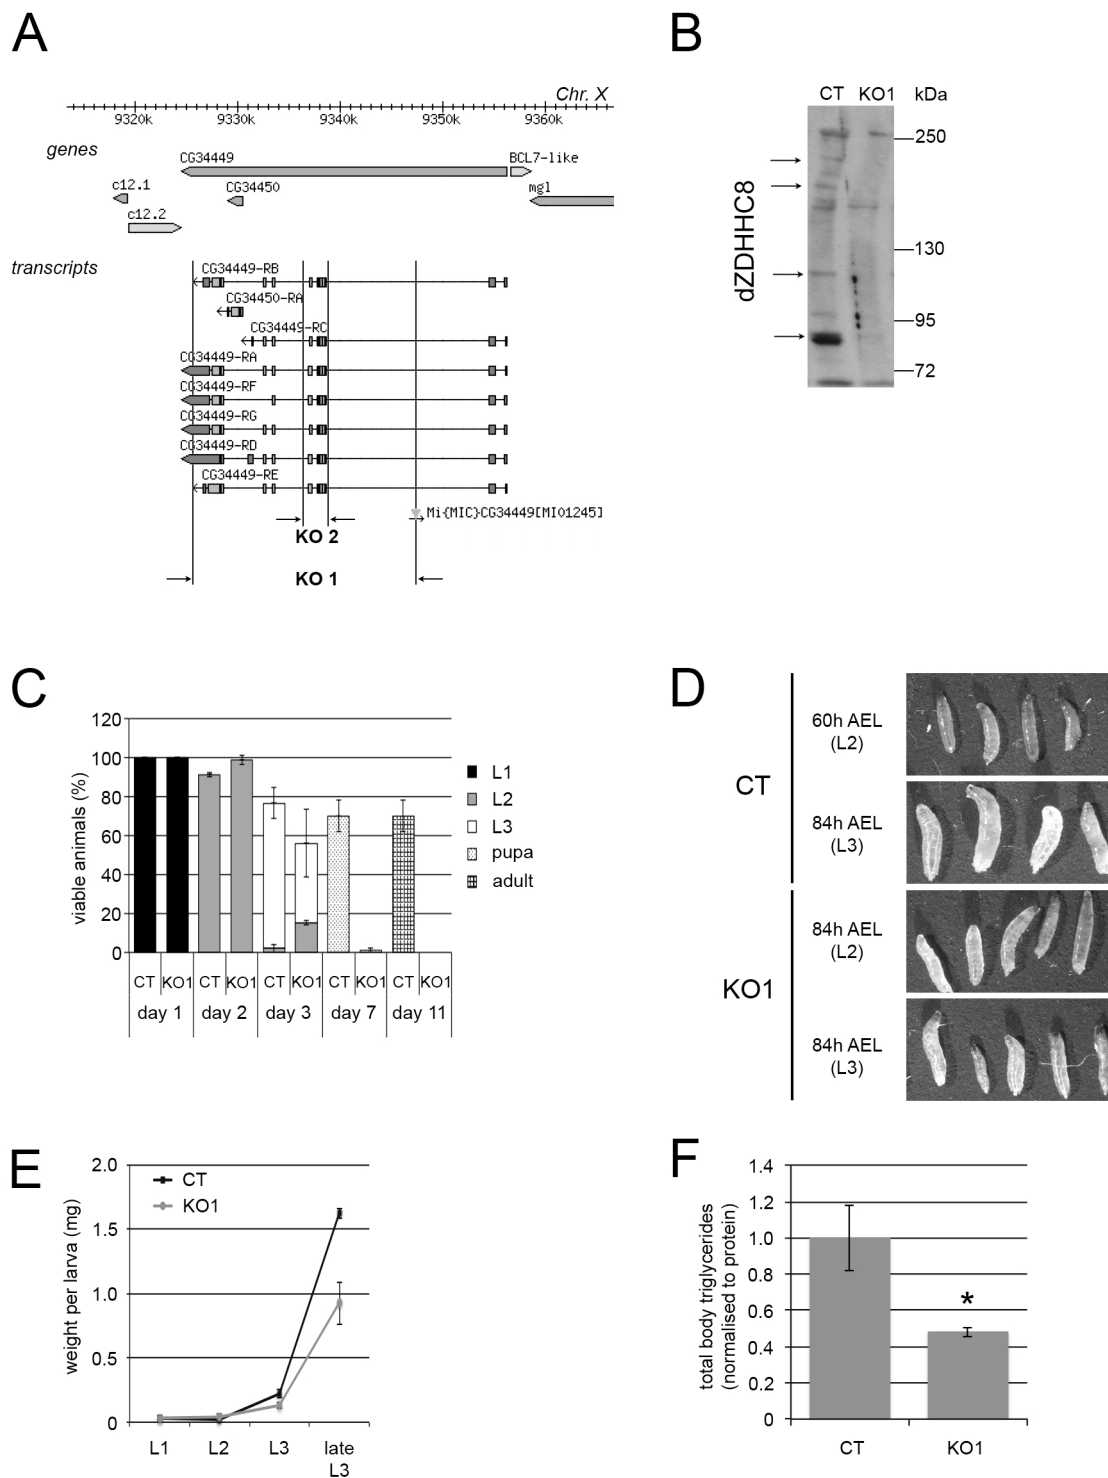 A
Chr. X
9320k 9330k 9340k 9350k 9360k
genes
CG34449 BCL7-like
c12.1 CG34450 mgl
c12.2
transcripts
CG34449-RB
CG34450-RA
CG34449-RC
CG34449-RA
CG34449-RF
CG34449-RG
CG34449-RD
CG34449-RE
Mi{MIC}CG34449[MI01245]
KO 2
KO 1
B
CT KO1 kDa
250
130
95
72
dZDHHC8
C
viable animals (%)
120
100
80
60
40
20
0
L1
L2
L3
pupa
adult
CT KO1 CT KO1 CT KO1 CT KO1 CT KO1
day 1 day 2 day 3 day 7 day 11
D
CT
60h AEL
(L2)
84h AEL
(L3)
KO1
84h AEL
(L2)
84h AEL
(L3)
E
weight per larva (mg)
2.0
1.5
1.0
0.5
0
CT
KO1
L1 L2 L3 late
L3
F
total body triglycerides
(normalised to protein)
1.4
1.2
1.0
0.8
0.6
0.4
0.2
0
*
CT KO1